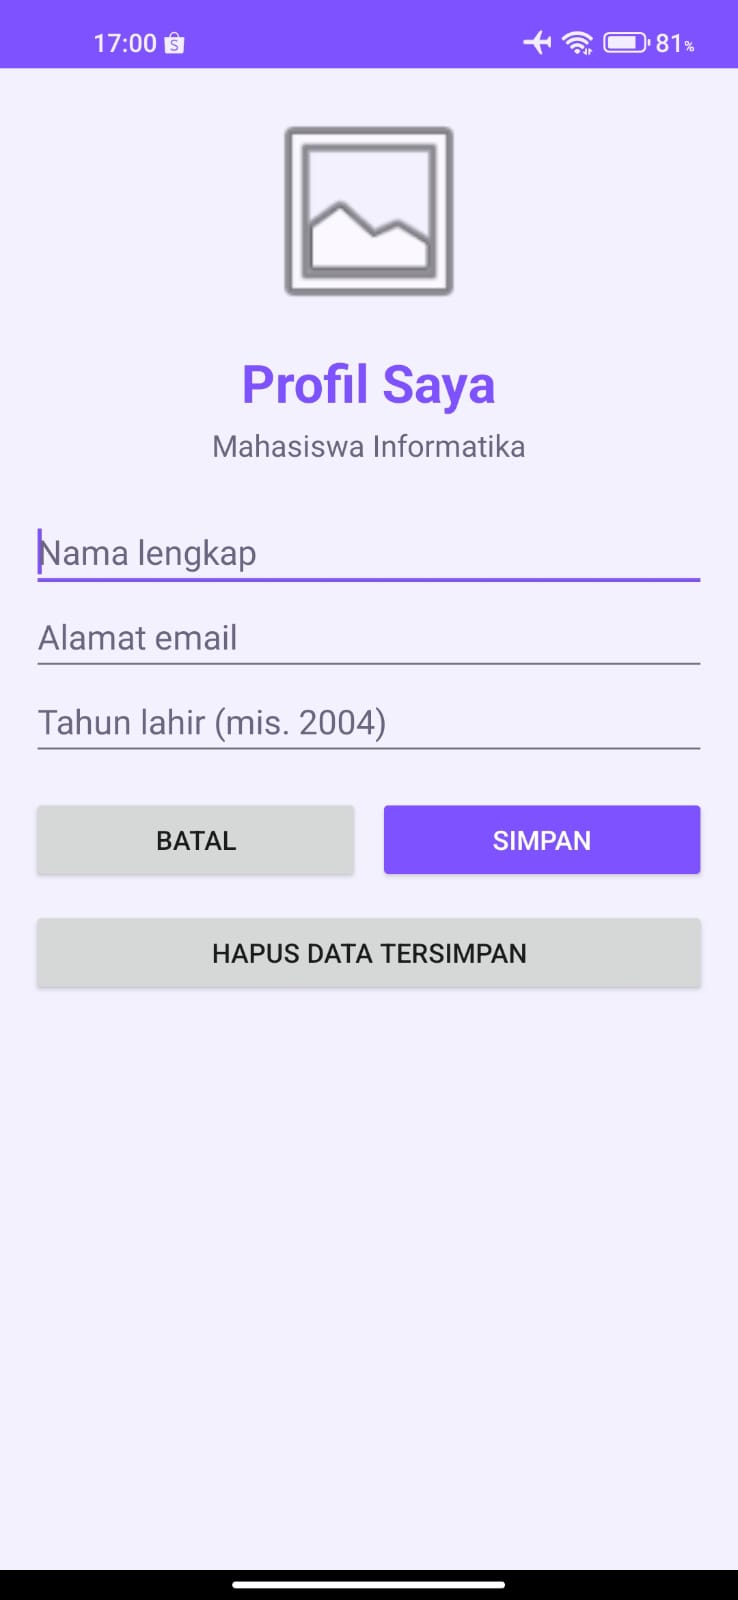 17:00
81%
Profil Saya
Mahasiswa Informatika
Nama lengkap
Alamat email
Tahun lahir (mis. 2004)
BATAL
SIMPAN
HAPUS DATA TERSIMPAN